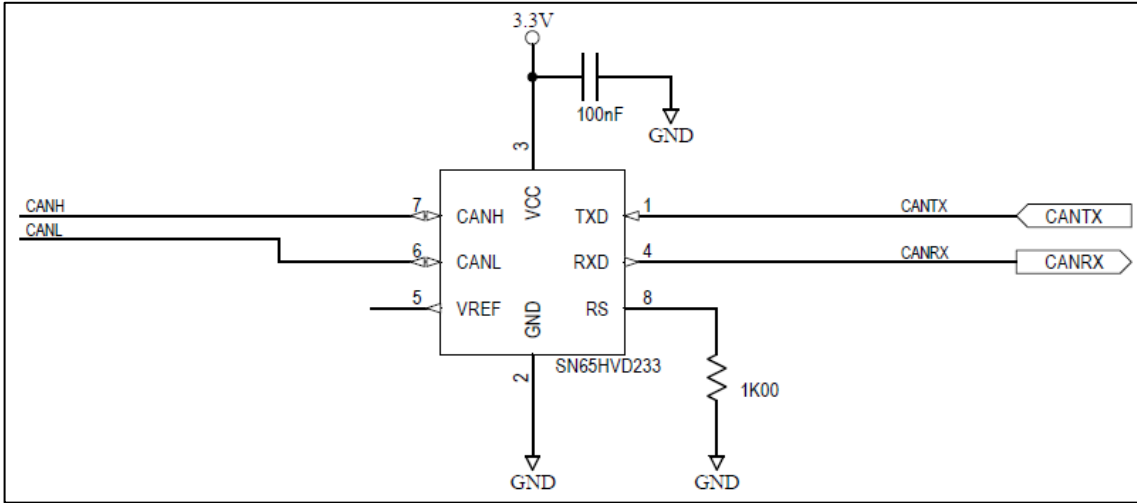 3.3V
100nF
GND
3
CANH
7
CANH
VCC
TXD
1
CANTX
CANTX
CANL
6
CANL
RXD
4
CANRX
CANRX
5
VREF
GND
RS
8
SN65HVD233
2
1K00
GND
GND